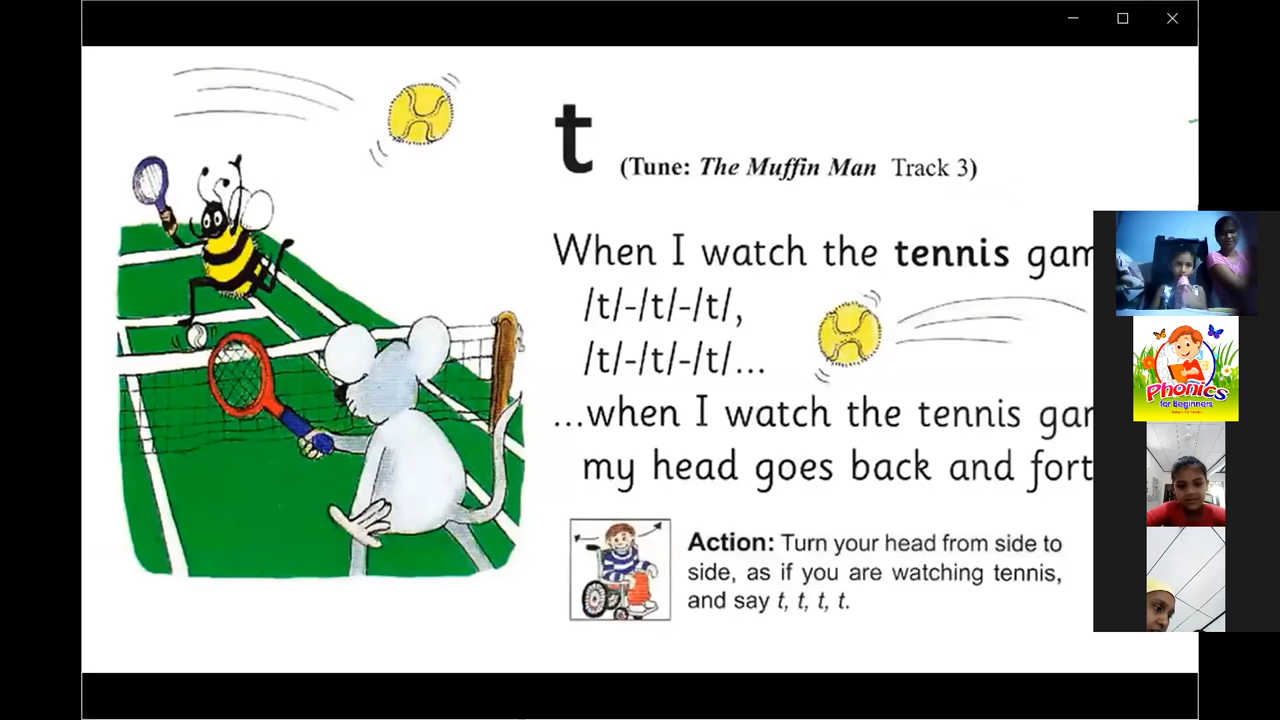 t
(Tune: The Muffin Man Track 3)
When I watch the tennis gam
/t/-/t/-/t/,
/t/-/t/-/t/...
...when I watch the tennis gar
my head goes back and fort
Action: Turn your head from side to
side, as if you are watching tennis,
and say t, t, t, t.
Phonics
for Beginners